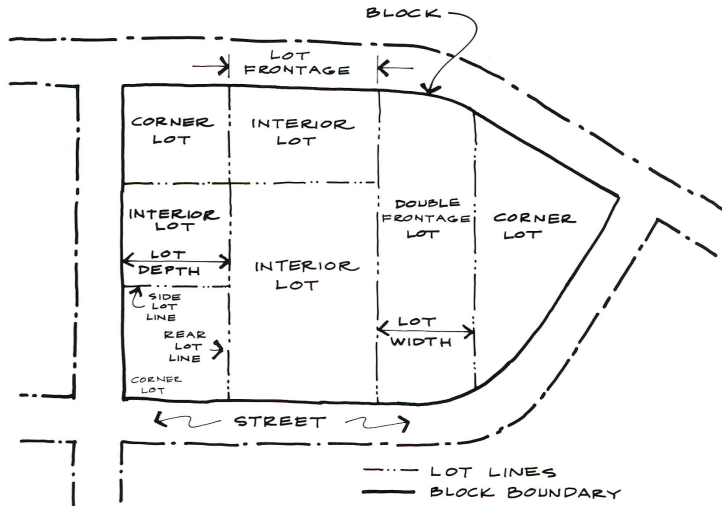 BLOCK
LOT
FRONTAGE
CORNER
LOT
INTERIOR
LOT
INTERIOR
LOT
DOUBLE
FRONTAGE
LOT
CORNER
LOT
LOT
DEPTH
INTERIOR
LOT
SIDE
LOT
LINE
REAR
LOT
LINE
LOT
WIDTH
CORNER
LOT
STREET
LOT LINES
BLOCK BOUNDARY